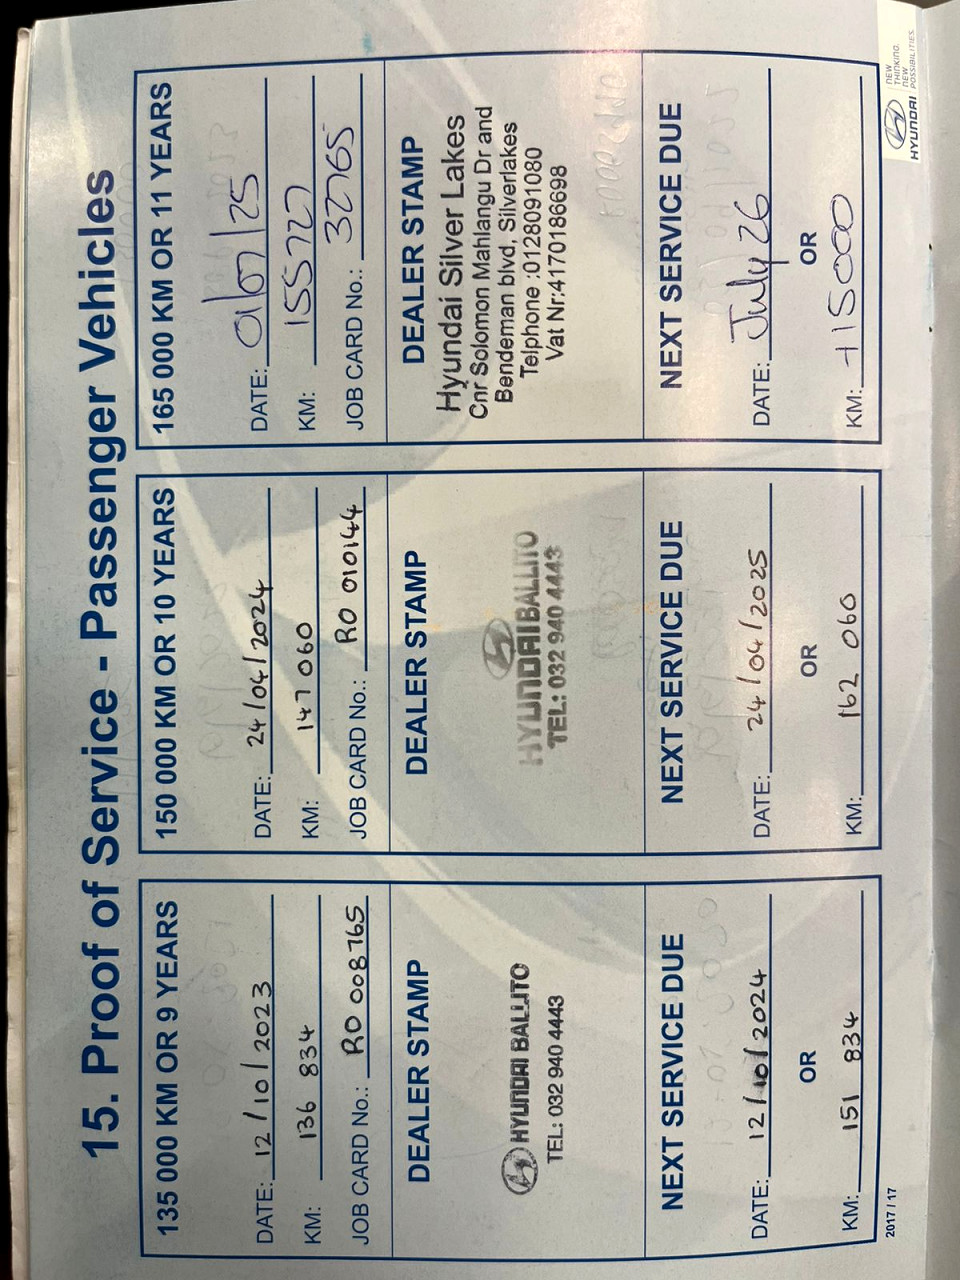 15. Proof of Service - Passenger Vehicles
135 000 KM OR 9 YEARS
DATE: 12/10/2023
KM: 136 834
JOB CARD No.: RO 008765
DEALER STAMP
HYUNDAI BALLITO
TEL: 032 940 4443
NEXT SERVICE DUE
DATE: 12/10/2024
OR
KM: 151 834
150 000 KM OR 10 YEARS
DATE: 24/04/2024
KM: 147 060
JOB CARD No.: RO 010144
DEALER STAMP
HYUNDAI BALLITO
TEL: 032 940 4443
NEXT SERVICE DUE
DATE: 24/04/2025
OR
KM: 162 060
165 000 KM OR 11 YEARS
DATE: 01/07/25
KM: 155727
JOB CARD No.: 32765
DEALER STAMP
Hyundai Silver Lakes
Cnr Solomon Mahlangu Dr and
Bendeman blvd, Silverlakes
Telphone :0128091080
Vat Nr:4170186698
NEXT SERVICE DUE
DATE: July 26
OR
KM: +15000
2017 / 17
HYUNDAI
NEW
THINKING.
NEW
POSSIBILITIES.